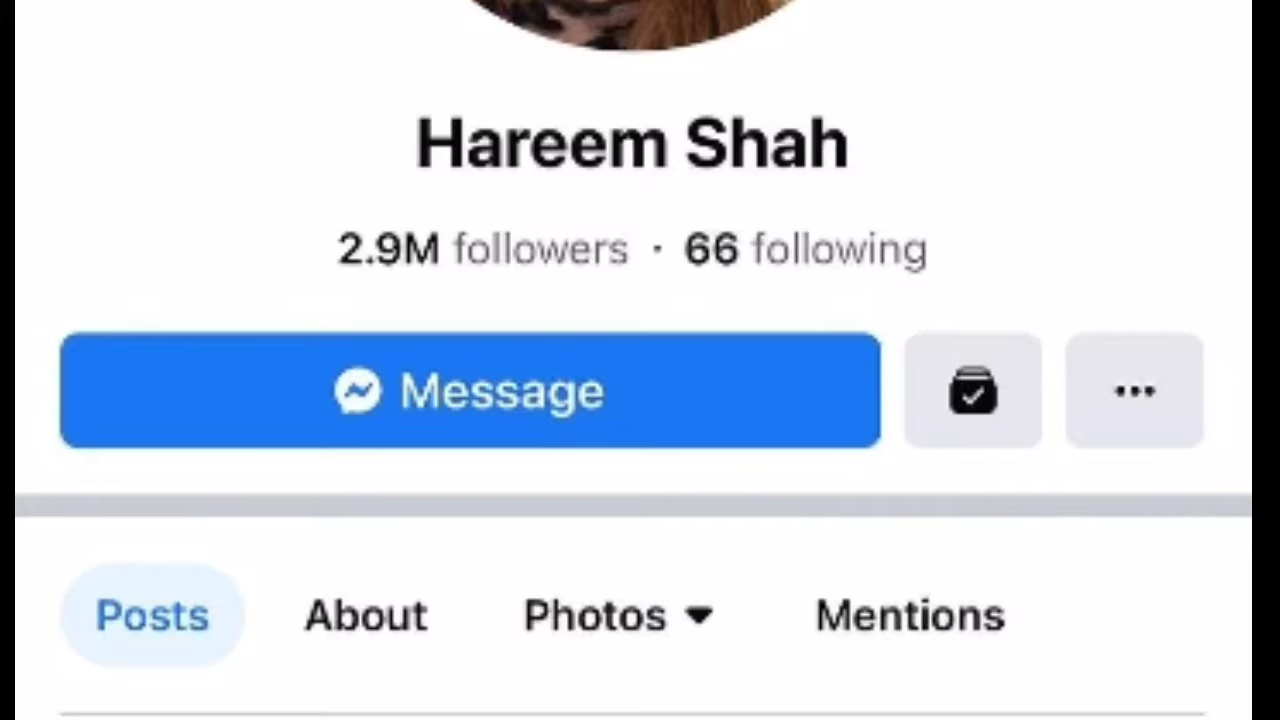 Hareem Shah
2.9M followers · 66 following
Message
Posts About Photos Mentions